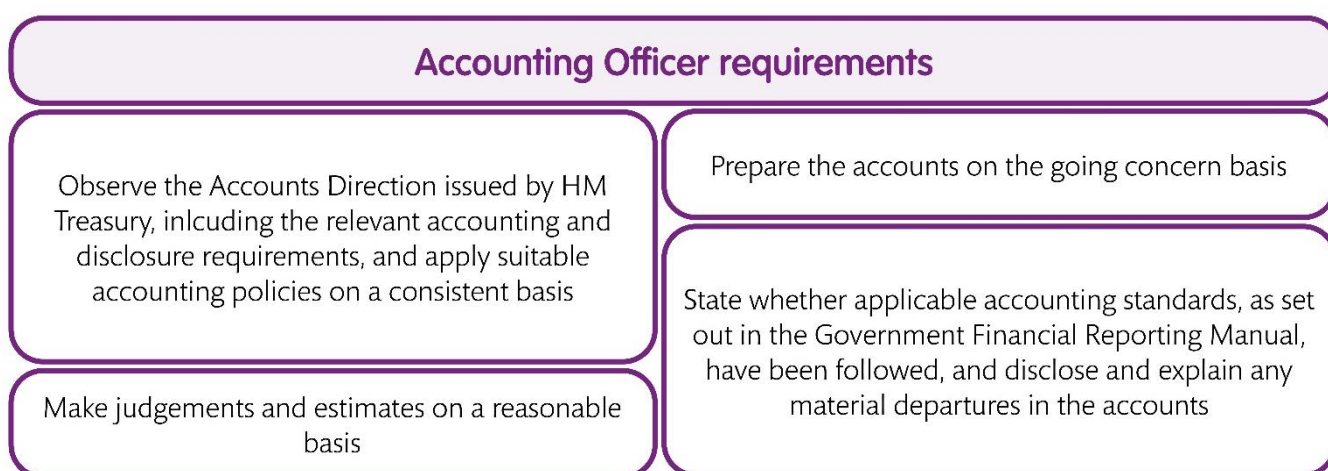 Accounting Officer requirements
Observe the Accounts Direction issued by HM
Treasury, inlcuding the relevant accounting and
disclosure requirements, and apply suitable
accounting policies on a consistent basis
Make judgements and estimates on a reasonable
basis
Prepare the accounts on the going concern basis
State whether applicable accounting standards, as set
out in the Government Financial Reporting Manual,
have been followed, and disclose and explain any
material departures in the accounts